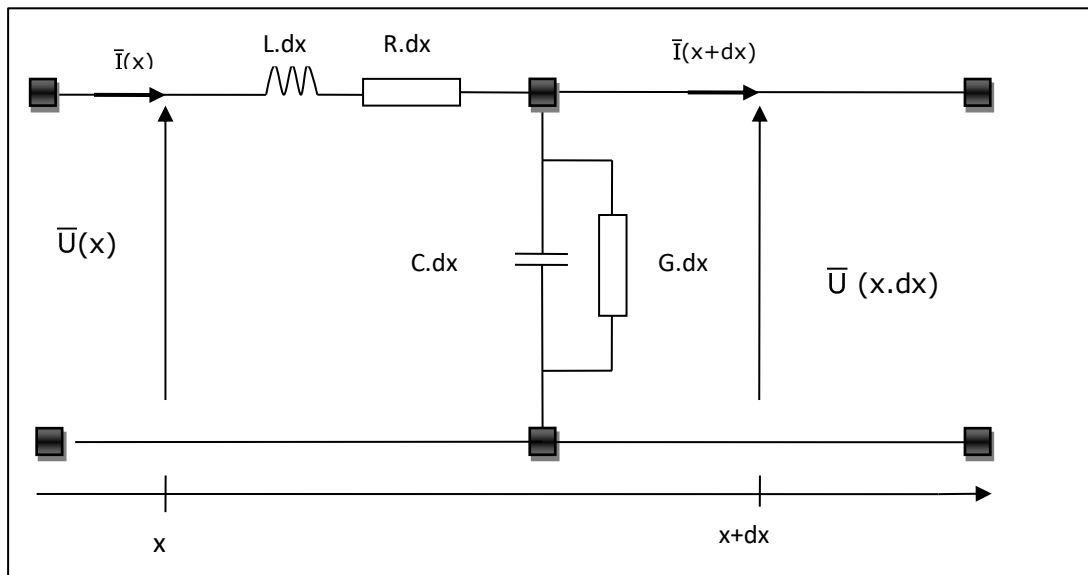 L.dx
R.dx
Ī(x)
Ī(x+dx)
U̅(x)
C.dx
G.dx
U̅ (x.dx)
x
x+dx